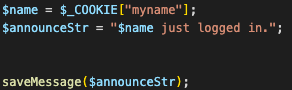 $name = $_COOKIE["myname"];
$announceStr = "$name just logged in.";
saveMessage($announceStr);